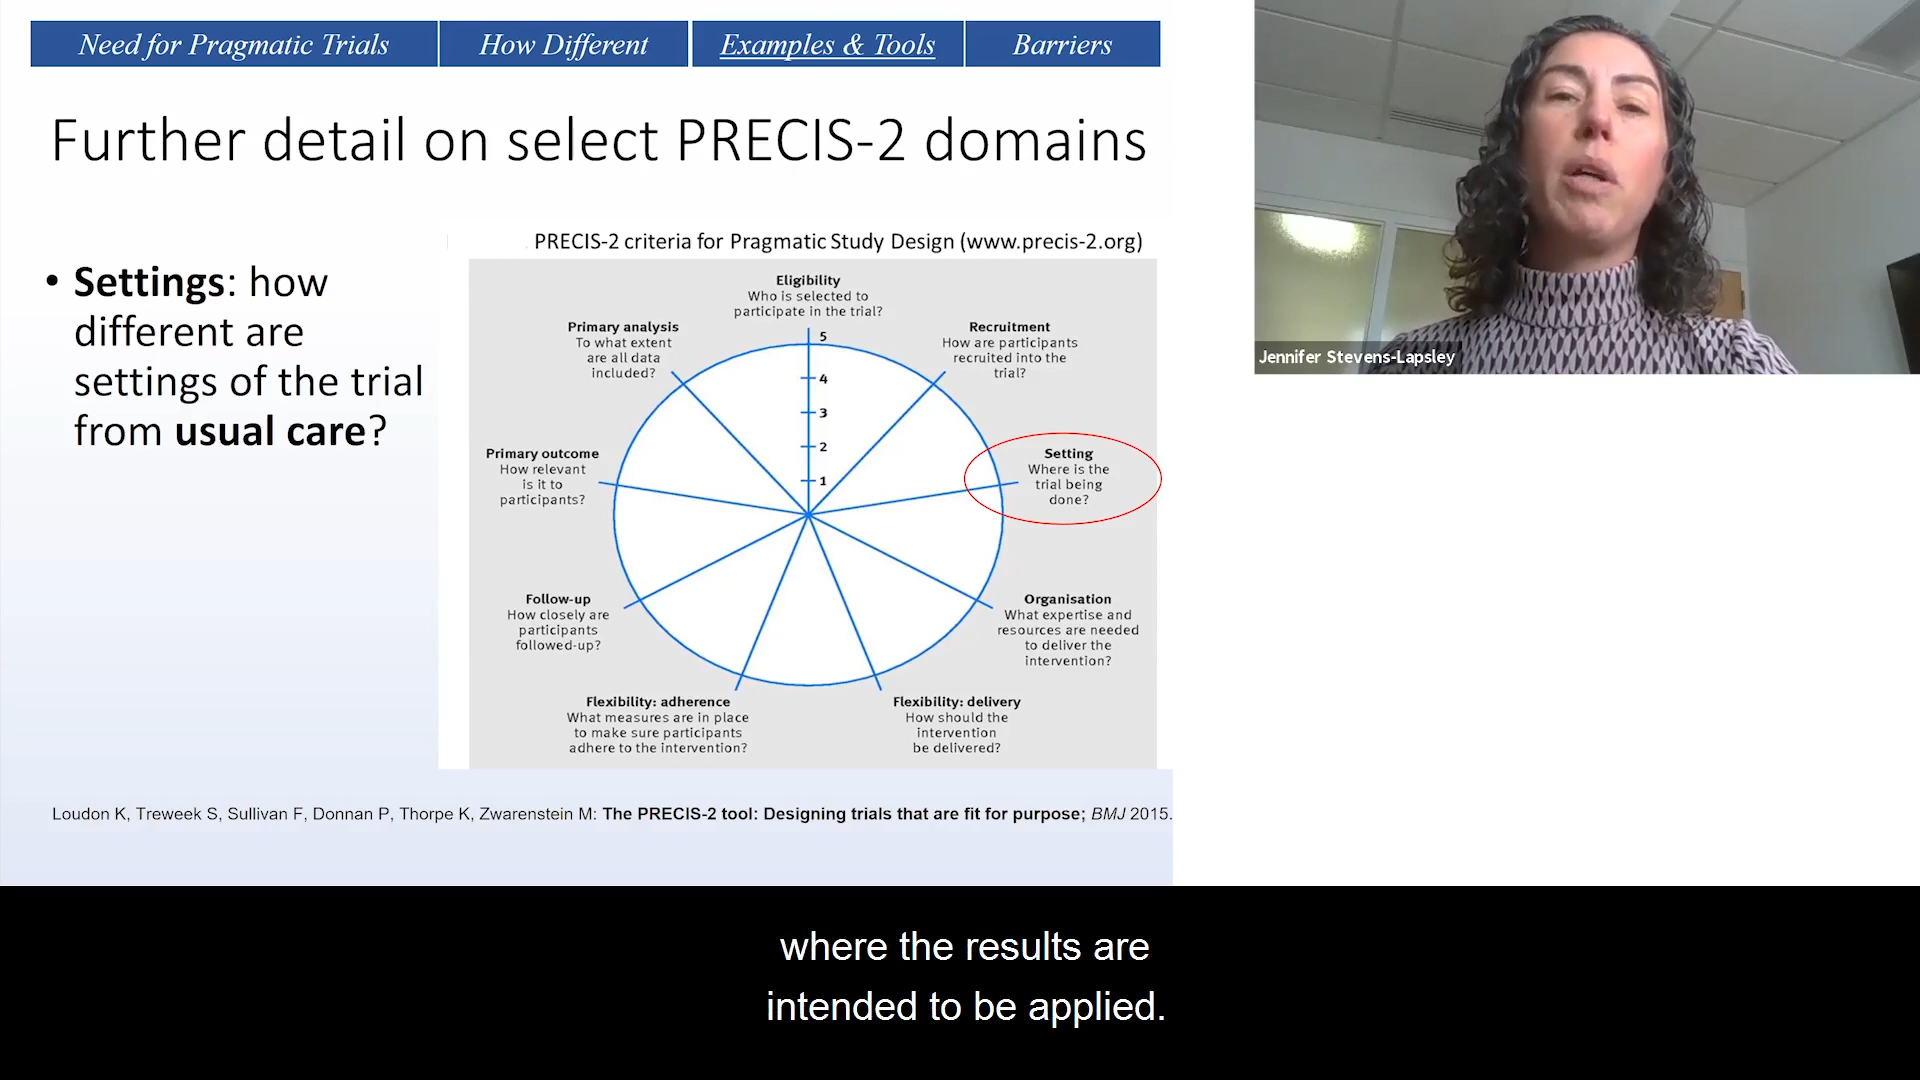 Need for Pragmatic Trials
How Different
Examples & Tools
Barriers
Further detail on select PRECIS-2 domains
• Settings: how
different are
settings of the trial
from usual care?
PRECIS-2 criteria for Pragmatic Study Design (www.precis-2.org)
Eligibility
Who is selected to
participate in the trial?
Recruitment
How are participants
recruited into the
trial?
Setting
Where is the
trial being
done?
Organisation
What expertise and
resources are needed
to deliver the
intervention?
Flexibility: delivery
How should the
intervention
be delivered?
Flexibility: adherence
What measures are in place
to make sure participants
adhere to the intervention?
Follow-up
How closely are
participants
followed-up?
Primary outcome
How relevant
is it to
participants?
Primary analysis
To what extent
are all data
included?
5
4
3
2
1
Loudon K, Treweek S, Sullivan F, Donnan P, Thorpe K, Zwarenstein M: The PRECIS-2 tool: Designing trials that are fit for purpose; BMJ 2015.
Jennifer Stevens-Lapsley
where the results are
intended to be applied.